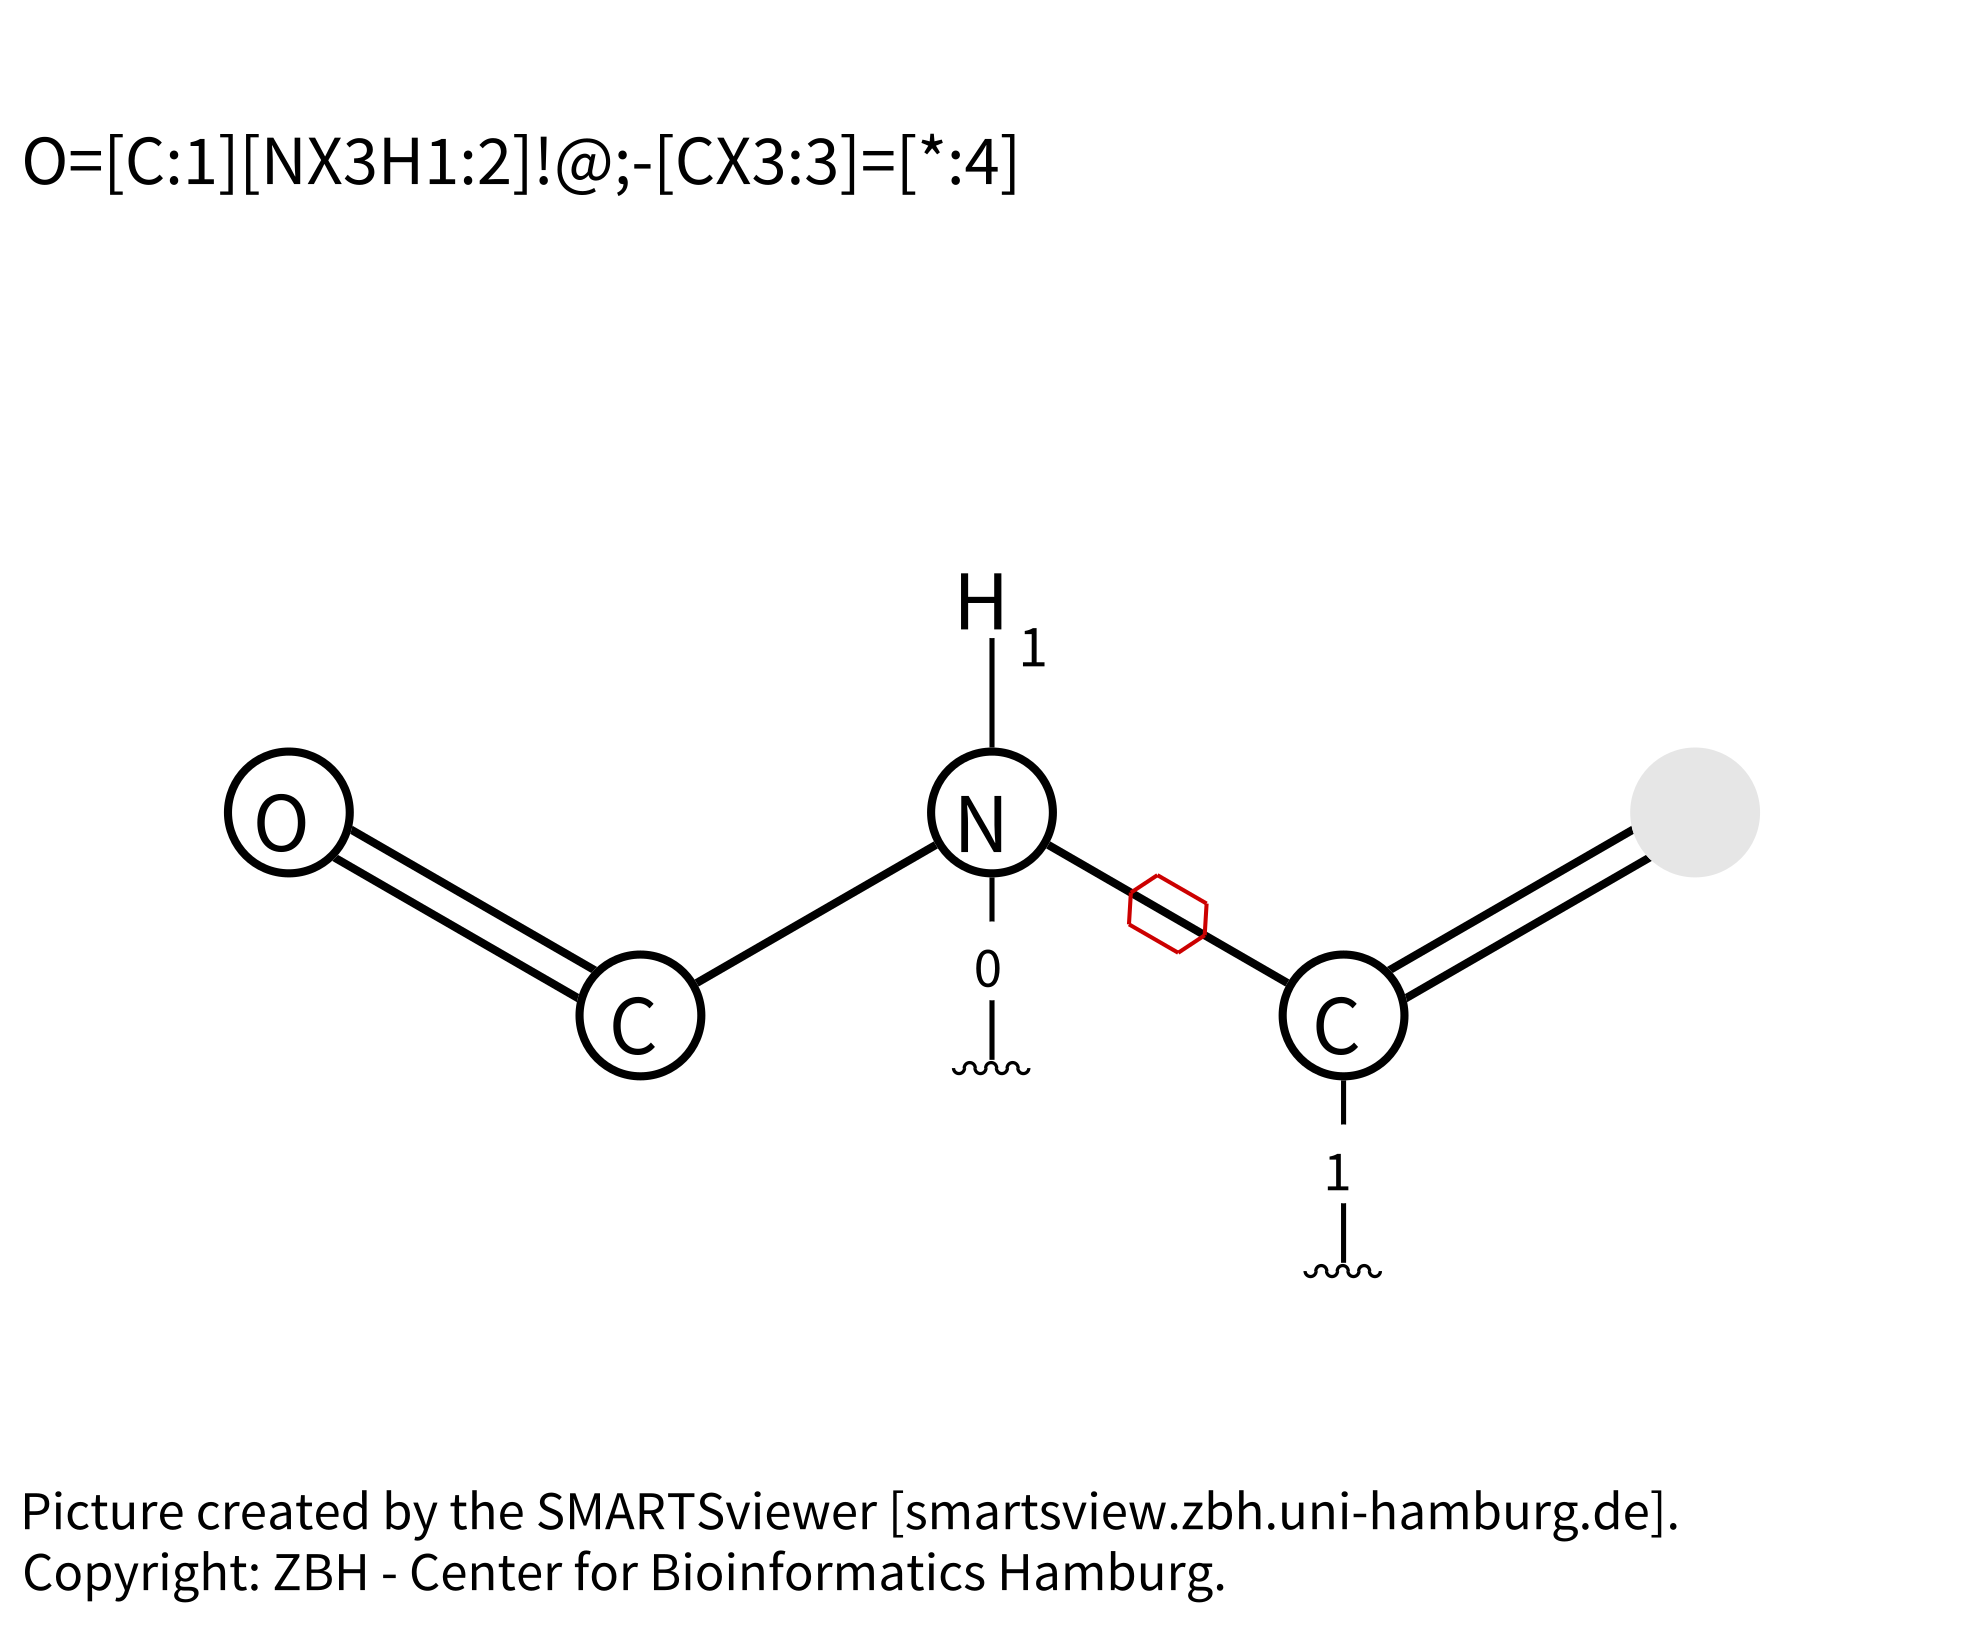 O=[C:1][NX3H1:2]!@;-[CX3:3]=[*:4]
H
1
O
N
0
C
C
1
Picture created by the SMARTSviewer [smartsview.zbh.uni-hamburg.de].
Copyright: ZBH - Center for Bioinformatics Hamburg.